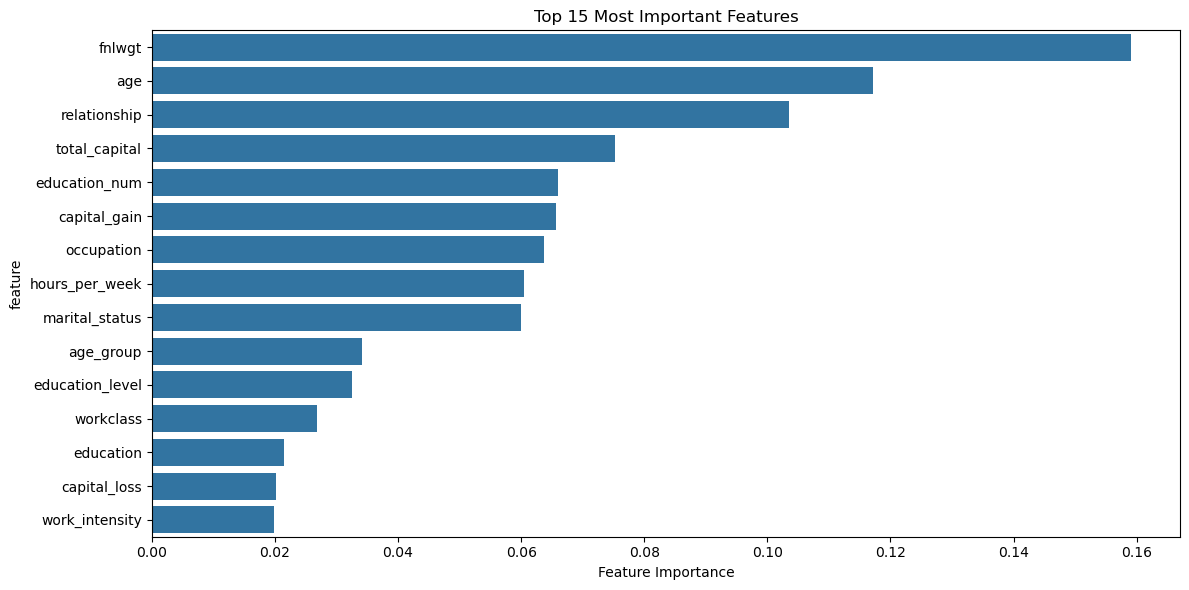 Top 15 Most Important Features
feature
fnlwgt
age
relationship
total_capital
education_num
capital_gain
occupation
hours_per_week
marital_status
age_group
education_level
workclass
education
capital_loss
work_intensity
0.00 0.02 0.04 0.06 0.08 0.10 0.12 0.14 0.16
Feature Importance